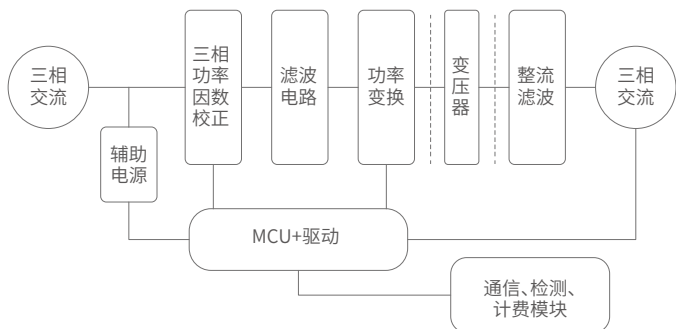 三相
交流
三相
功率
因数
校正
滤波
电路
功率
变换
变
压
器
整流
滤波
三相
交流
辅助
电源
MCU+驱动
通信、检测、
计费模块